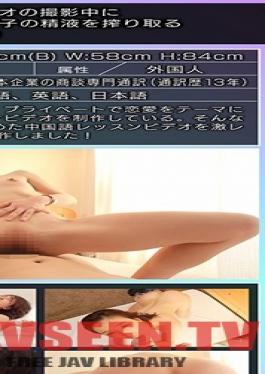 オの撮影中に
子の精液を搾り取る
cm(B) W:58cm H:84cm
属性 外国人
本企業の商談専門通訳(通訳歴13年)
語、英語、日本語
プライベートで恋愛をテーマに
ビデオを制作している。そんな
めた中国語レッスンビデオを激レ
作しました！
VSEEN.TV
FREE JAV LIBRARY